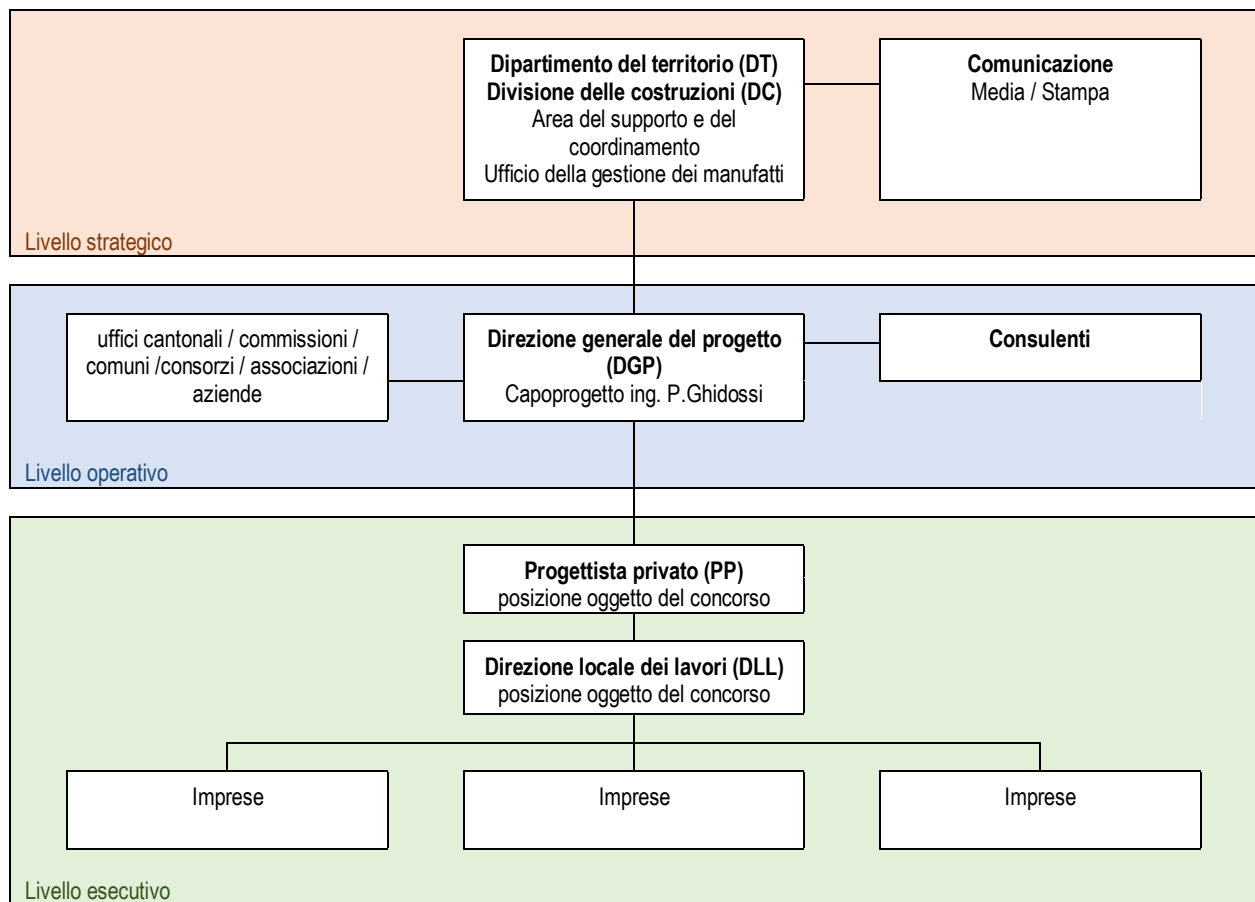 Dipartimento del territorio (DT)
Divisione delle costruzioni (DC)
Area del supporto e del
coordinamento
Ufficio della gestione dei manufatti
Comunicazione
Media / Stampa
Livello strategico
uffici cantonali / commissioni /
comuni /consorzi / associazioni /
aziende
Direzione generale del progetto
(DGP)
Capoprogetto ing. P.Ghidossi
Consulenti
Livello operativo
Progettista privato (PP)
posizione oggetto del concorso
Direzione locale dei lavori (DLL)
posizione oggetto del concorso
Imprese
Imprese
Imprese
Livello esecutivo